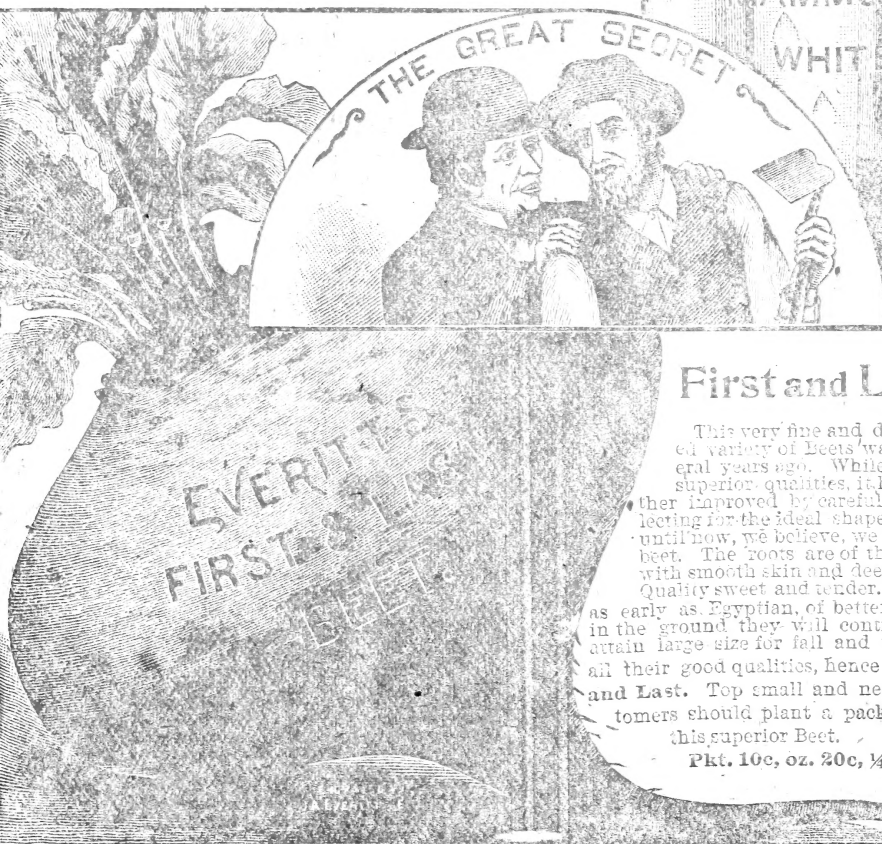 WHITE
THE GREAT SECRET
EVERITT'S
FIRST & LAST
BEET.
First and L
This very fine and d
ed variety of Beets wa
eral years ago. While
superior qualities, it
ther improved by careful
lecting for the ideal shape
until now, we believe, we
beet. The roots are of th
with smooth skin and dee
Quality sweet and tender.
as early as Egyptian, of better
in the ground they will cont
attain large size for fall and
all their good qualities, hence
and Last. Top small and ne
tomers should plant a pack
this superior Beet.
Pkt. 10c, oz. 20c, ¼